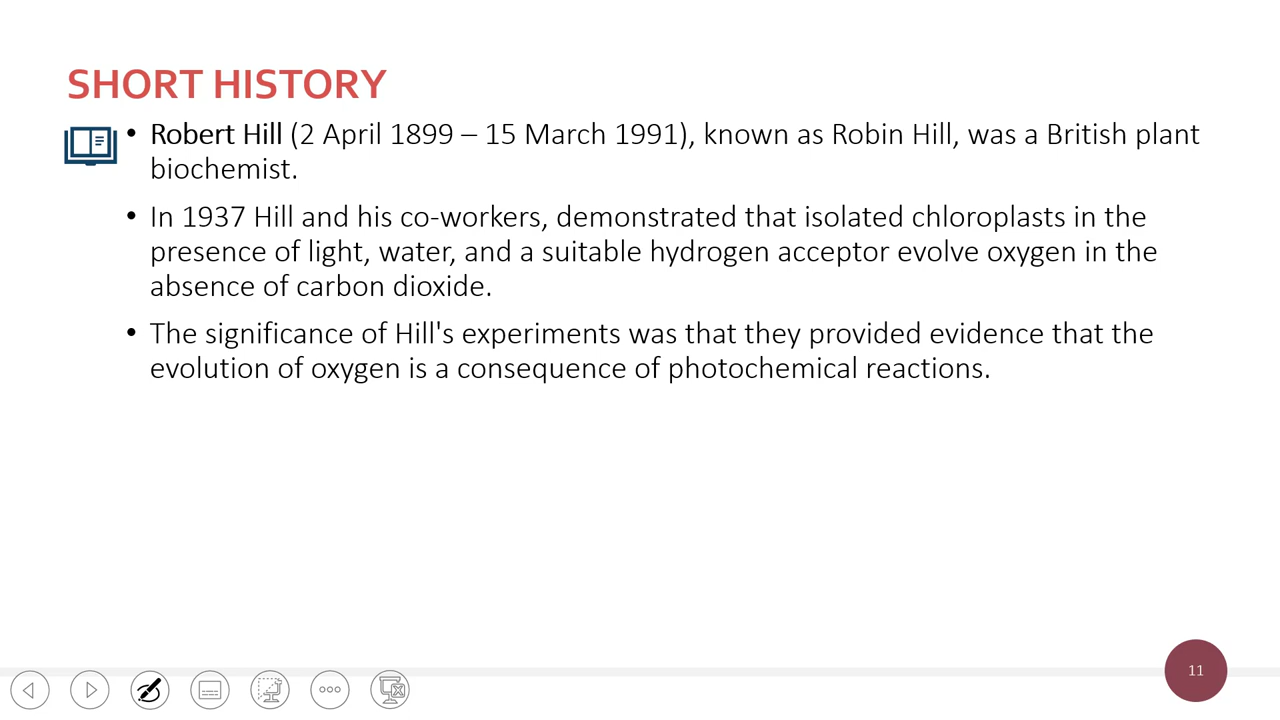 SHORT HISTORY
• Robert Hill (2 April 1899 – 15 March 1991), known as Robin Hill, was a British plant
biochemist.
• In 1937 Hill and his co-workers, demonstrated that isolated chloroplasts in the
presence of light, water, and a suitable hydrogen acceptor evolve oxygen in the
absence of carbon dioxide.
• The significance of Hill's experiments was that they provided evidence that the
evolution of oxygen is a consequence of photochemical reactions.
11